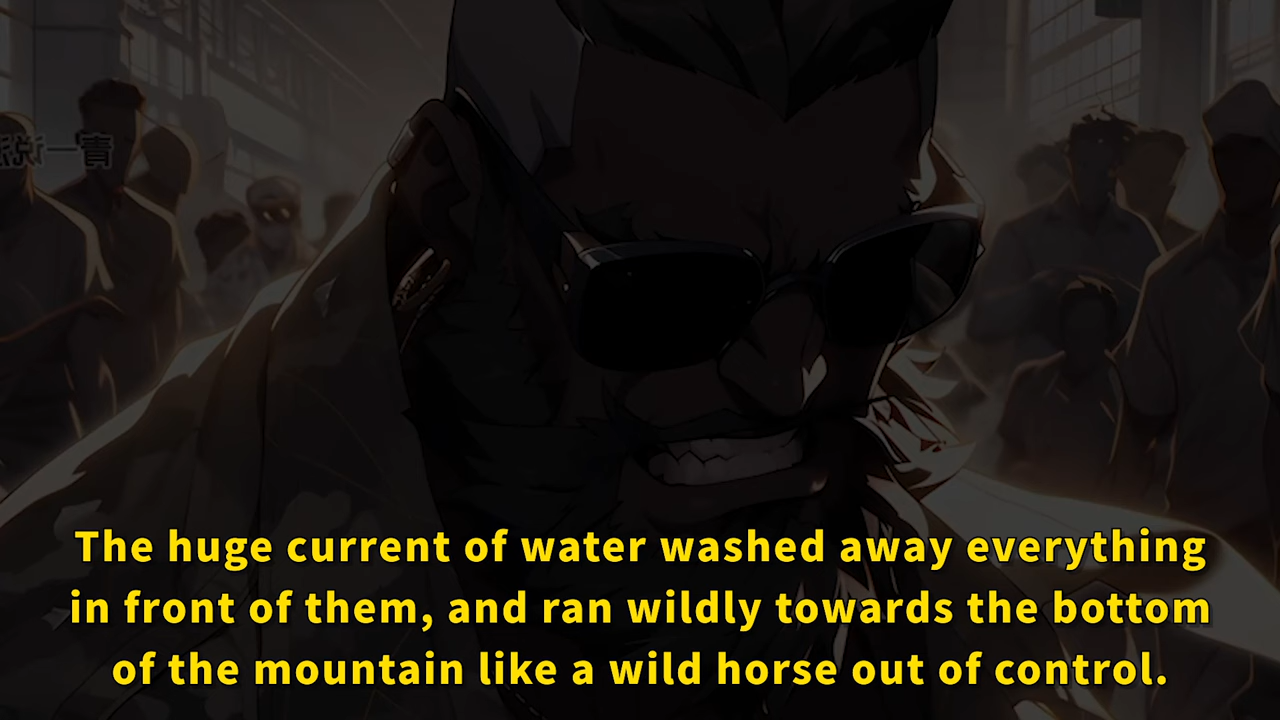 The huge current of water washed away everything
in front of them, and ran wildly towards the bottom
of the mountain like a wild horse out of control.